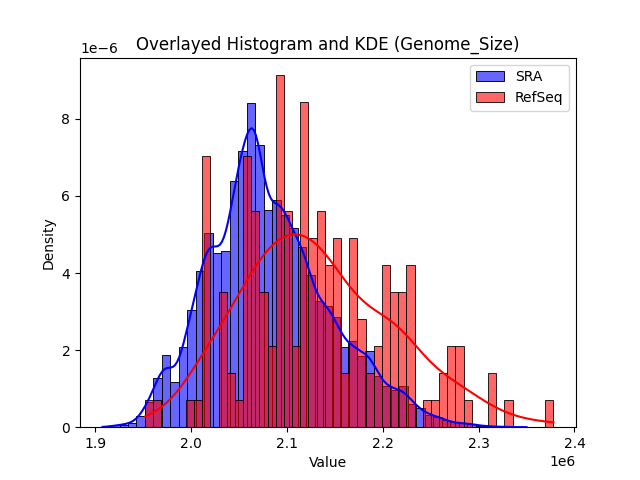 Overlayed Histogram and KDE (Genome_Size)
1e−6
SRA
RefSeq
8
6
4
2
0
Density
1.9 2.0 2.1 2.2 2.3 2.4
Value
1e6